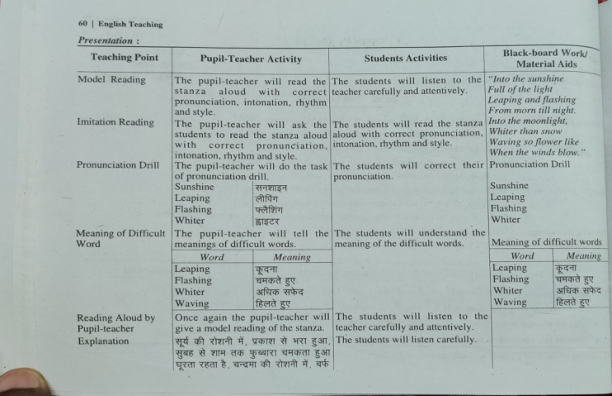 60 | English Teaching
Presentation :
Teaching Point
Pupil-Teacher Activity
Students Activities
Black-board Work/
Material Aids
Model Reading
The pupil-teacher will read the
stanza aloud with correct
pronunciation, intonation, rhythm
and style.
The students will listen to the
teacher carefully and attentively.
"Into the sunshine
Full of the light
Leaping and flashing
From morn till night.
Imitation Reading
The pupil-teacher will ask the
students to read the stanza aloud
with correct pronunciation,
intonation, rhythm and style.
The students will read the stanza
aloud with correct pronunciation,
intonation, rhythm and style.
Into the moonlight,
Whiter than snow
Waving so flower like
When the winds blow."
Pronunciation Drill
The pupil-teacher will do the task
of pronunciation drill.
Sunshine सनशाइन
Leaping लीपिंग
Flashing फ्लैशिंग
Whiter ह्वाइटर
The students will correct their
pronunciation.
Pronunciation Drill
Sunshine
Leaping
Flashing
Whiter
Meaning of Difficult
Word
The pupil-teacher will tell the
meanings of difficult words.
Word Meaning
Leaping कूदना
Flashing चमकते हुए
Whiter अधिक सफेद
Waving हिलते हुए
The students will understand the
meaning of the difficult words.
Meaning of difficult words
Word Meaning
Leaping कूदना
Flashing चमकते हुए
Whiter अधिक सफेद
Waving हिलते हुए
Reading Aloud by
Pupil-teacher
Once again the pupil-teacher will
give a model reading of the stanza.
The students will listen to the
teacher carefully and attentively.
Explanation
सूर्य की रोशनी में, प्रकाश से भरा हुआ,
सुबह से शाम तक फुब्बारा चमकता हुआ
घूरता रहता है, चन्द्रमा की रोशनी में, बर्फ
The students will listen carefully.